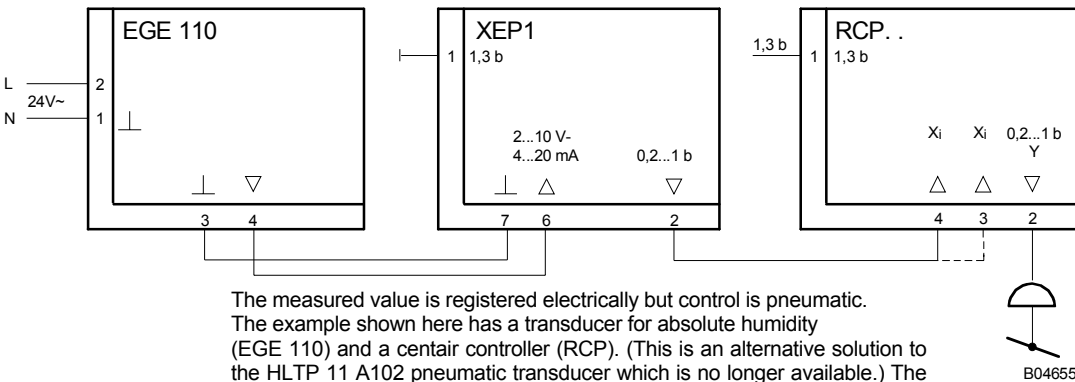 EGE 110
XEP1
RCP. .
L
24V~
N
2
1
1 1,3 b
1,3 b
1 1,3 b
2...10 V-
4...20 mA
0,2...1 b
Xi Xi 0,2...1 b
Y
3 4
7 6 2
4 3 2
The measured value is registered electrically but control is pneumatic.
The example shown here has a transducer for absolute humidity
(EGE 110) and a centair controller (RCP). (This is an alternative solution to
the HLTP 11 A102 pneumatic transducer which is no longer available.) The
B04655